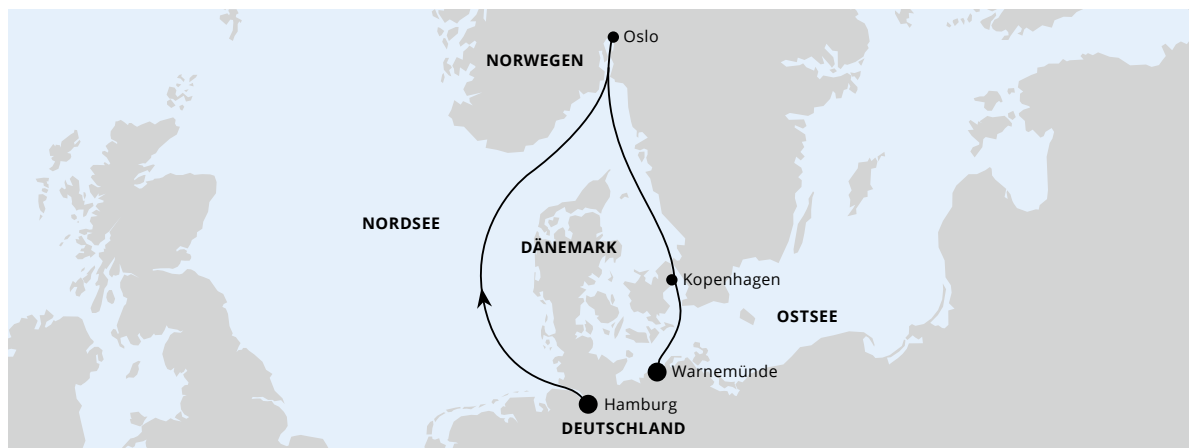 Oslo
NORWEGEN
NORDSEE
DÄNEMARK
Kopenhagen
OSTSEE
Warnemünde
Hamburg
DEUTSCHLAND